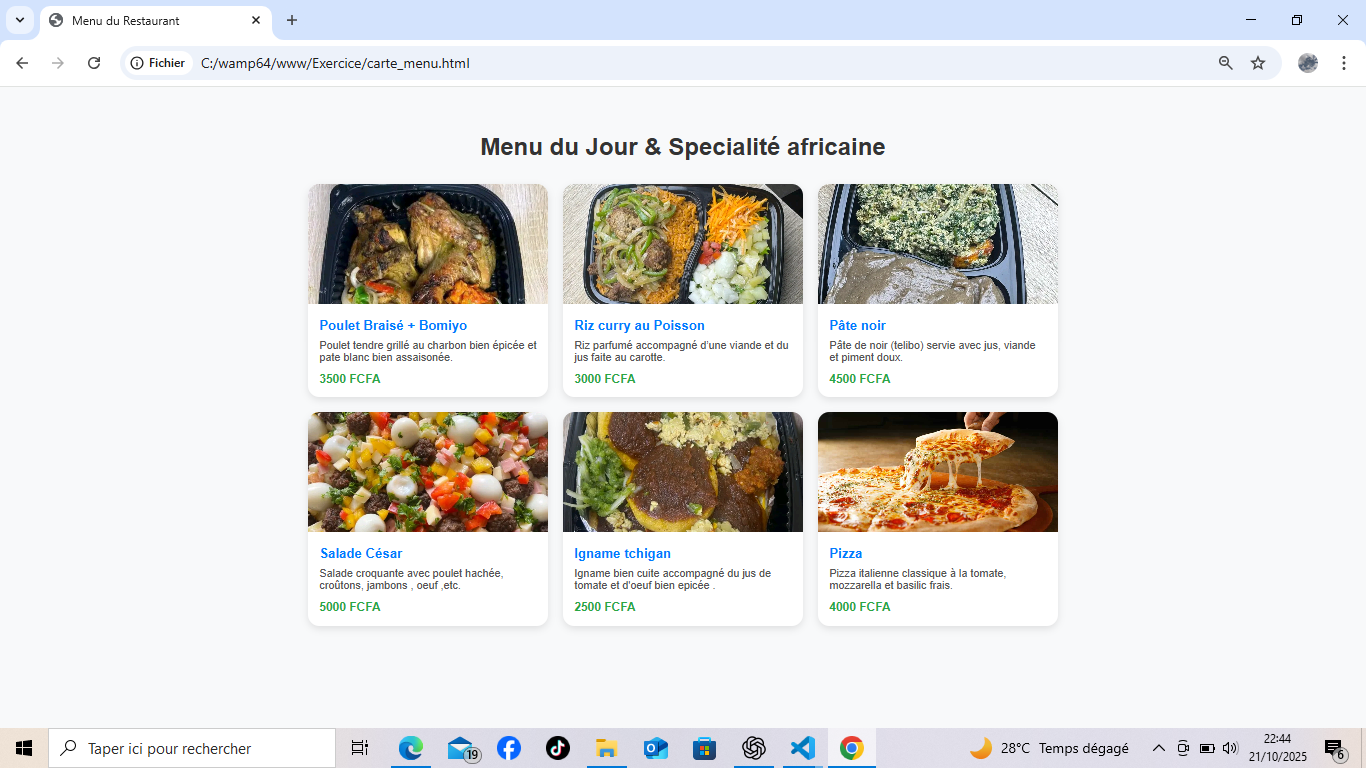 Menu du Restaurant
Fichier
C:/wamp64/www/Exercice/carte_menu.html
Menu du Jour & Specialité africaine
Poulet Braisé + Bomiyo
Poulet tendre grillé au charbon bien épicée et
pate blanc bien assaisonée.
3500 FCFA
Riz curry au Poisson
Riz parfumé accompagné d'une viande et du
jus faite au carotte.
3000 FCFA
Pâte noir
Pâte de noir (telibo) servie avec jus, viande
et piment doux.
4500 FCFA
Salade César
Salade croquante avec poulet hachée,
croûtons, jambons , oeuf ,etc.
5000 FCFA
Igname tchigan
Igname bien cuite accompagné du jus de
tomate et d'oeuf bien epicée .
2500 FCFA
Pizza
Pizza italienne classique à la tomate,
mozzarella et basilic frais.
4000 FCFA
Taper ici pour rechercher
19
28°C Temps dégagé
22:44
21/10/2025
6